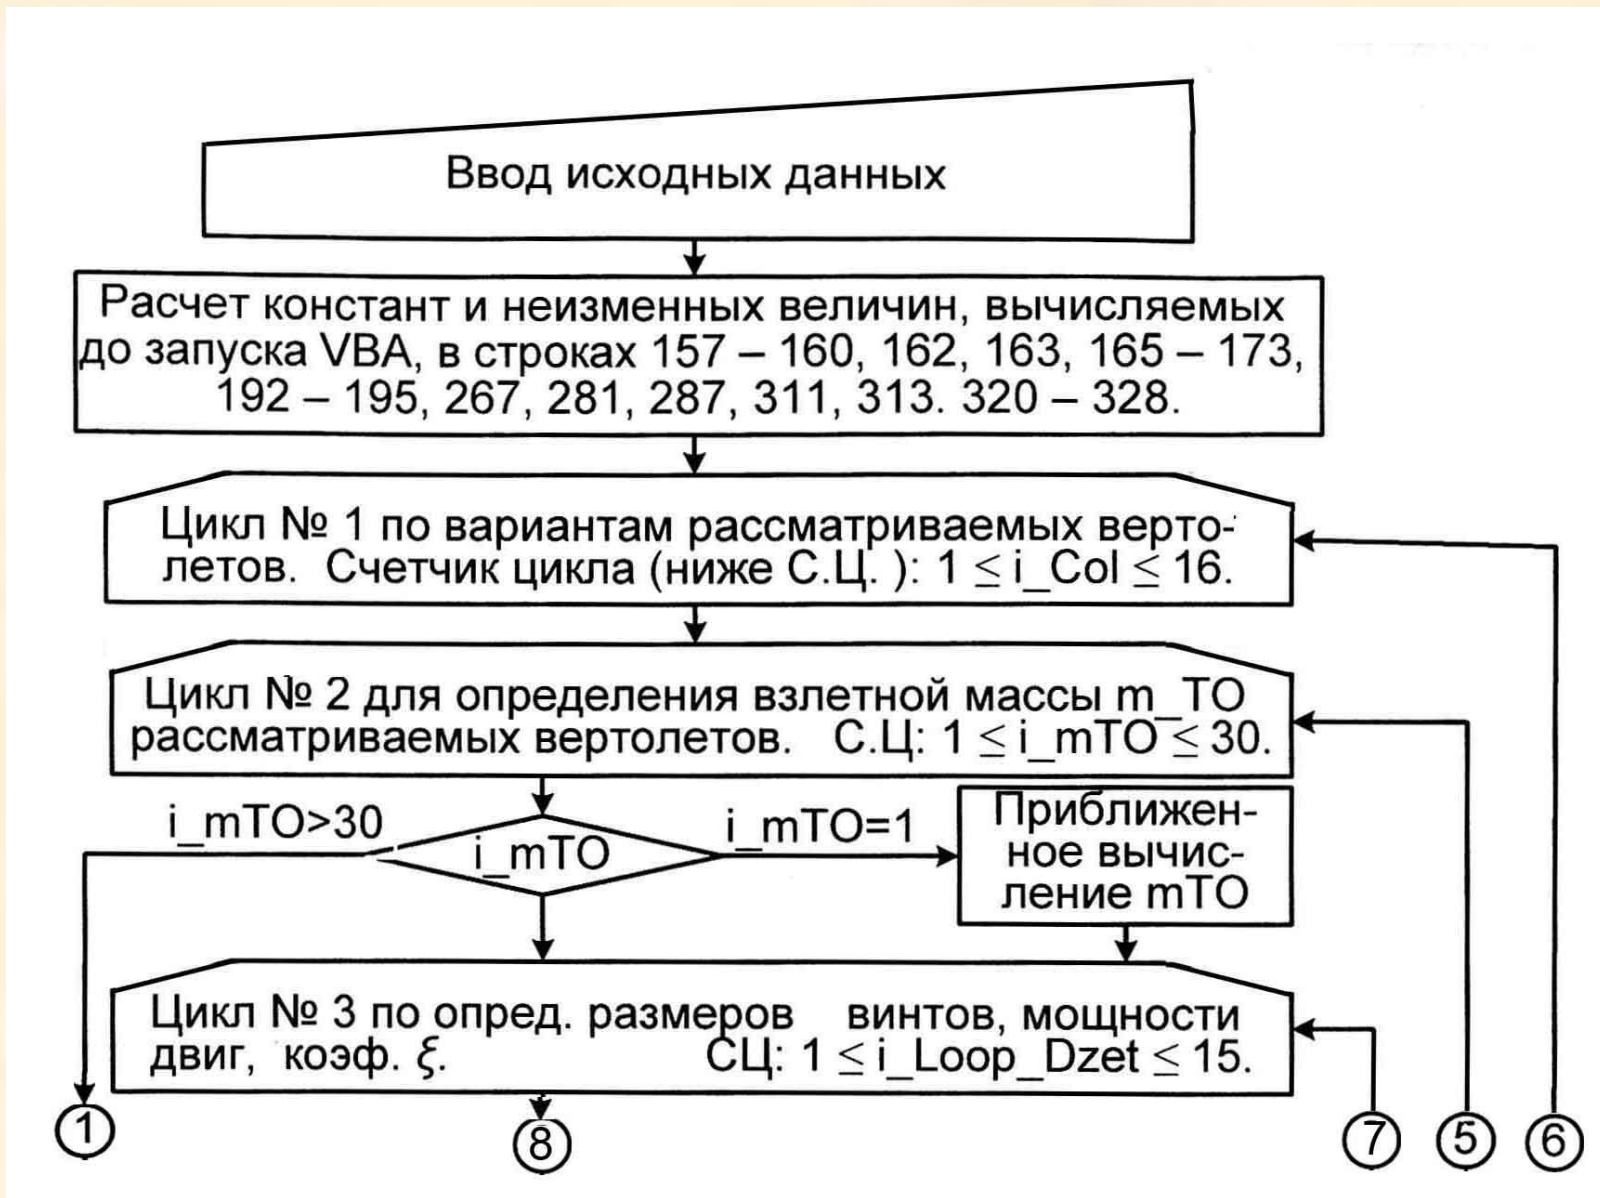 Ввод исходных данных
Расчет констант и неизменных величин, вычисляемых
до запуска VBA, в строках 157 – 160, 162, 163, 165 – 173,
192 – 195, 267, 281, 287, 311, 313. 320 – 328.
Цикл № 1 по вариантам рассматриваемых верто-
летов. Счетчик цикла (ниже С.Ц. ): 1 ≤ i_Col ≤ 16.
Цикл № 2 для определения взлетной массы m_TO
рассматриваемых вертолетов. С.Ц: 1 ≤ i_mTO ≤ 30.
i_mTO>30
i_mTO
i_mTO=1
Приближен-
ное вычис-
ление mTO
Цикл № 3 по опред. размеров винтов, мощности
двиг, коэф. ξ. СЦ: 1 ≤ i_Loop_Dzet ≤ 15.
1
8
7
5
6